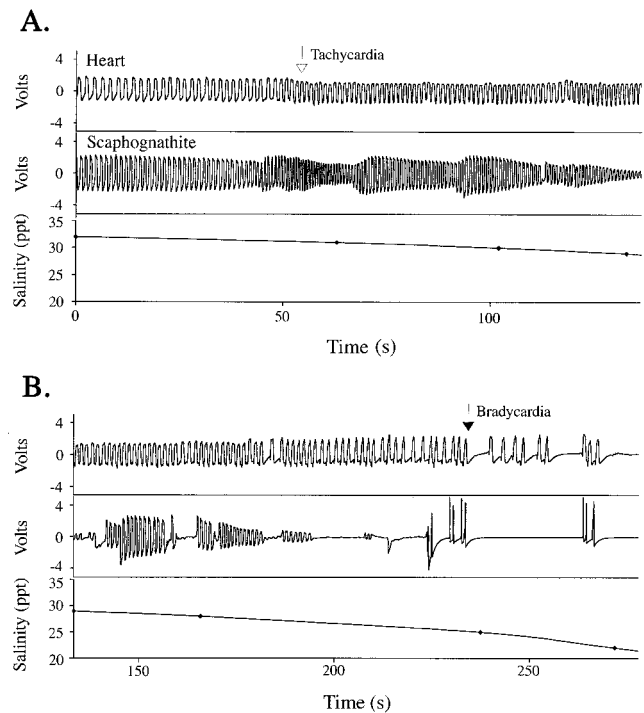 A.
Heart
Tachycardia
Volts
4
0
-4
Scaphognathite
Volts
4
0
-4
Salinity (ppt)
35
30
25
20
0
50
100
Time (s)
B.
Bradycardia
Volts
4
0
-4
Volts
4
0
-4
Salinity (ppt)
35
30
25
20
150
200
250
Time (s)